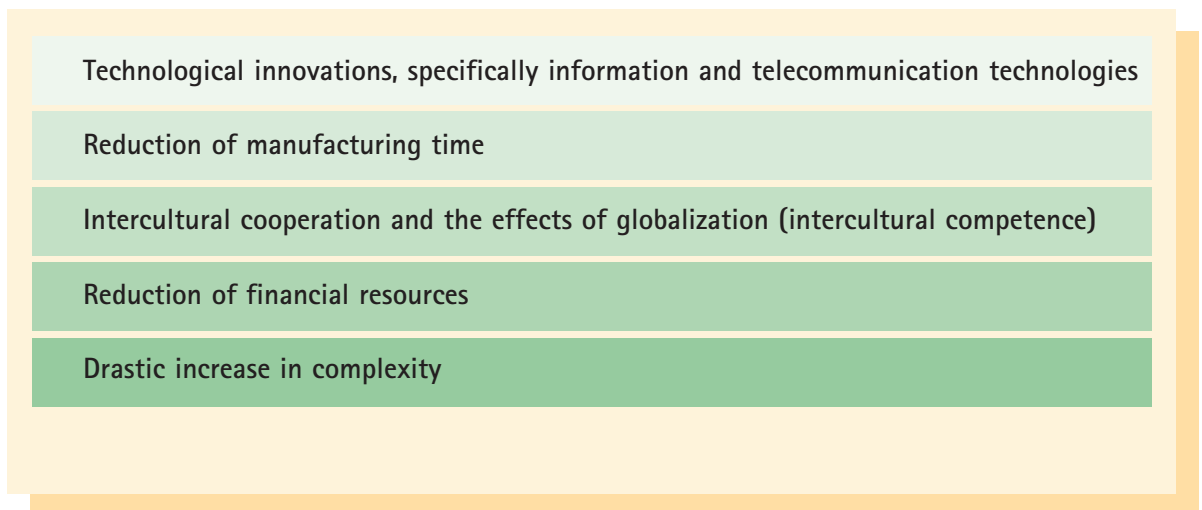 Technological innovations, specifically information and telecommunication technologies
Reduction of manufacturing time
Intercultural cooperation and the effects of globalization (intercultural competence)
Reduction of financial resources
Drastic increase in complexity